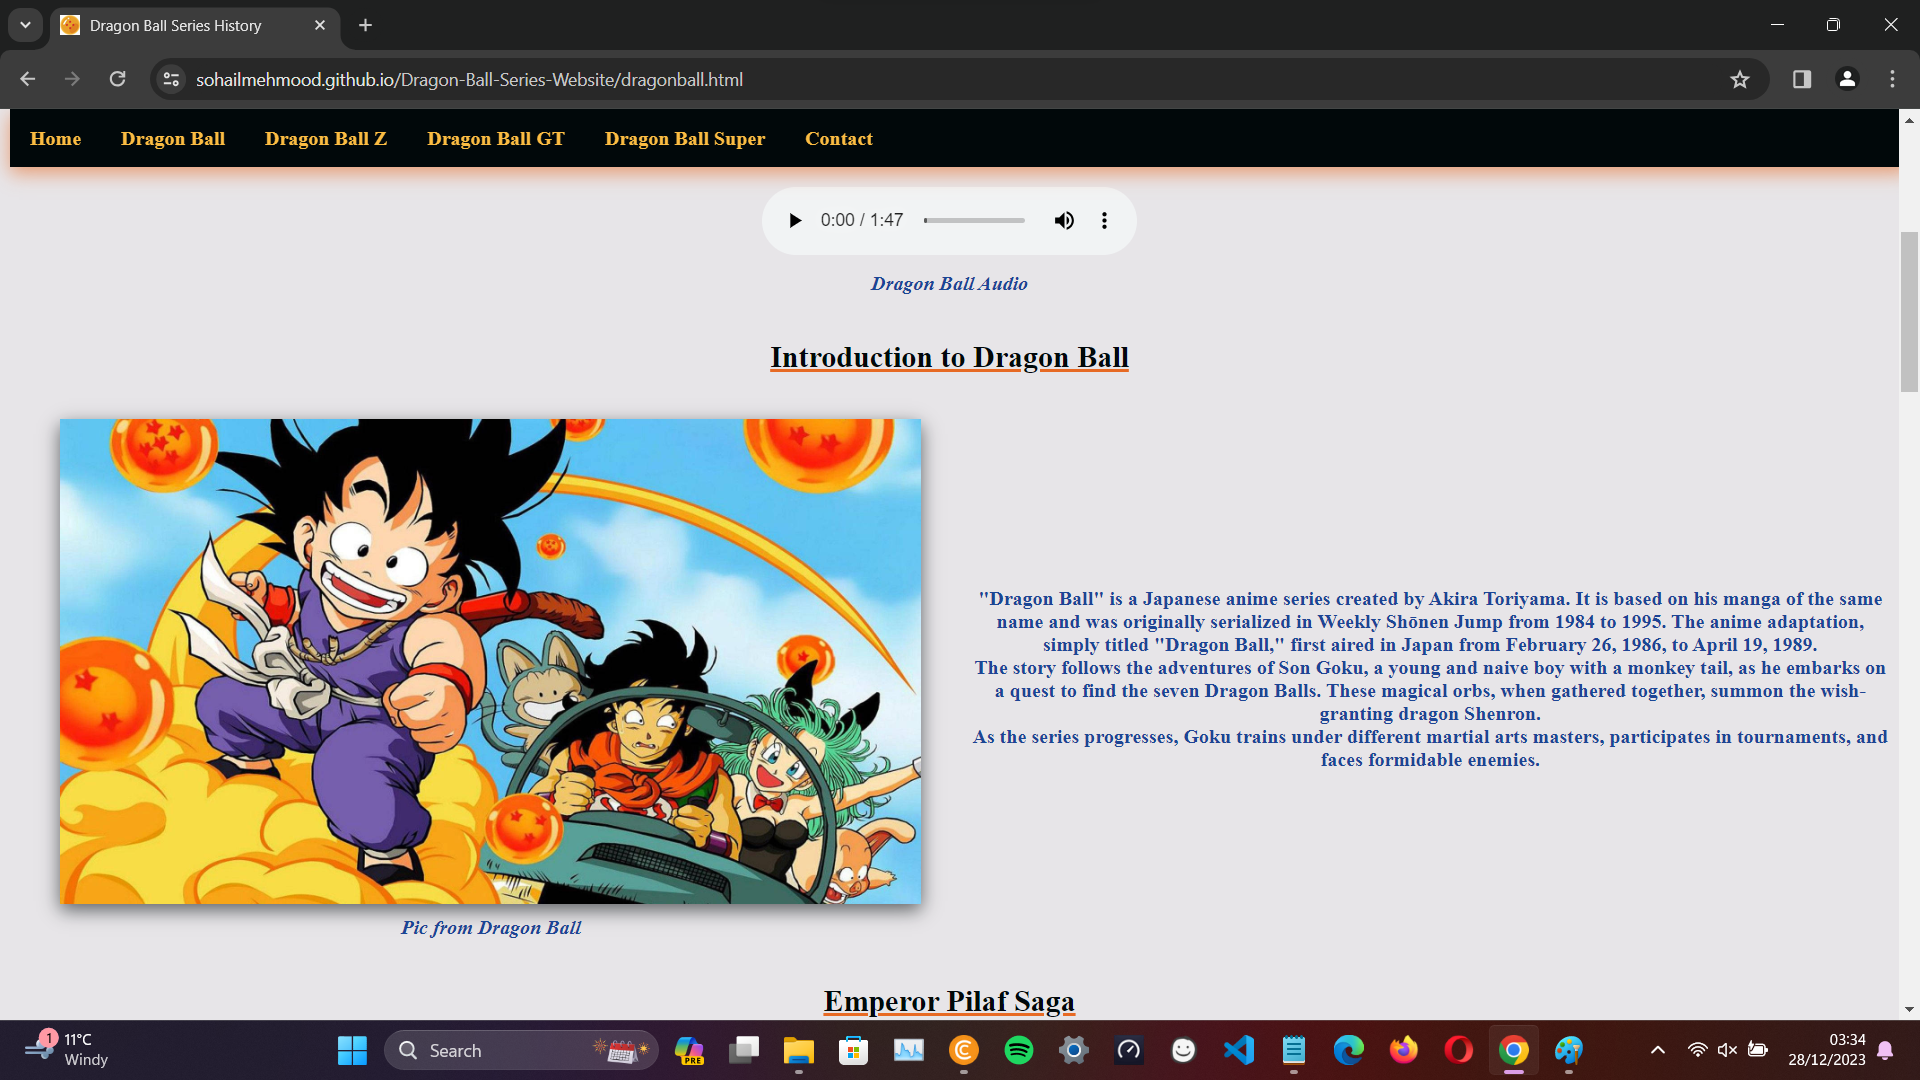 Dragon Ball Series History
sohailmehmood.github.io/Dragon-Ball-Series-Website/dragonball.html
Home Dragon Ball Dragon Ball Z Dragon Ball GT Dragon Ball Super Contact
0:00 / 1:47
Dragon Ball Audio
Introduction to Dragon Ball
"Dragon Ball" is a Japanese anime series created by Akira Toriyama. It is based on his manga of the same
name and was originally serialized in Weekly Shōnen Jump from 1984 to 1995. The anime adaptation,
simply titled "Dragon Ball," first aired in Japan from February 26, 1986, to April 19, 1989.
The story follows the adventures of Son Goku, a young and naive boy with a monkey tail, as he embarks on
a quest to find the seven Dragon Balls. These magical orbs, when gathered together, summon the wish-
granting dragon Shenron.
As the series progresses, Goku trains under different martial arts masters, participates in tournaments, and
faces formidable enemies.
Pic from Dragon Ball
Emperor Pilaf Saga
1
11°C
Windy
Search
PRE
03:34
28/12/2023